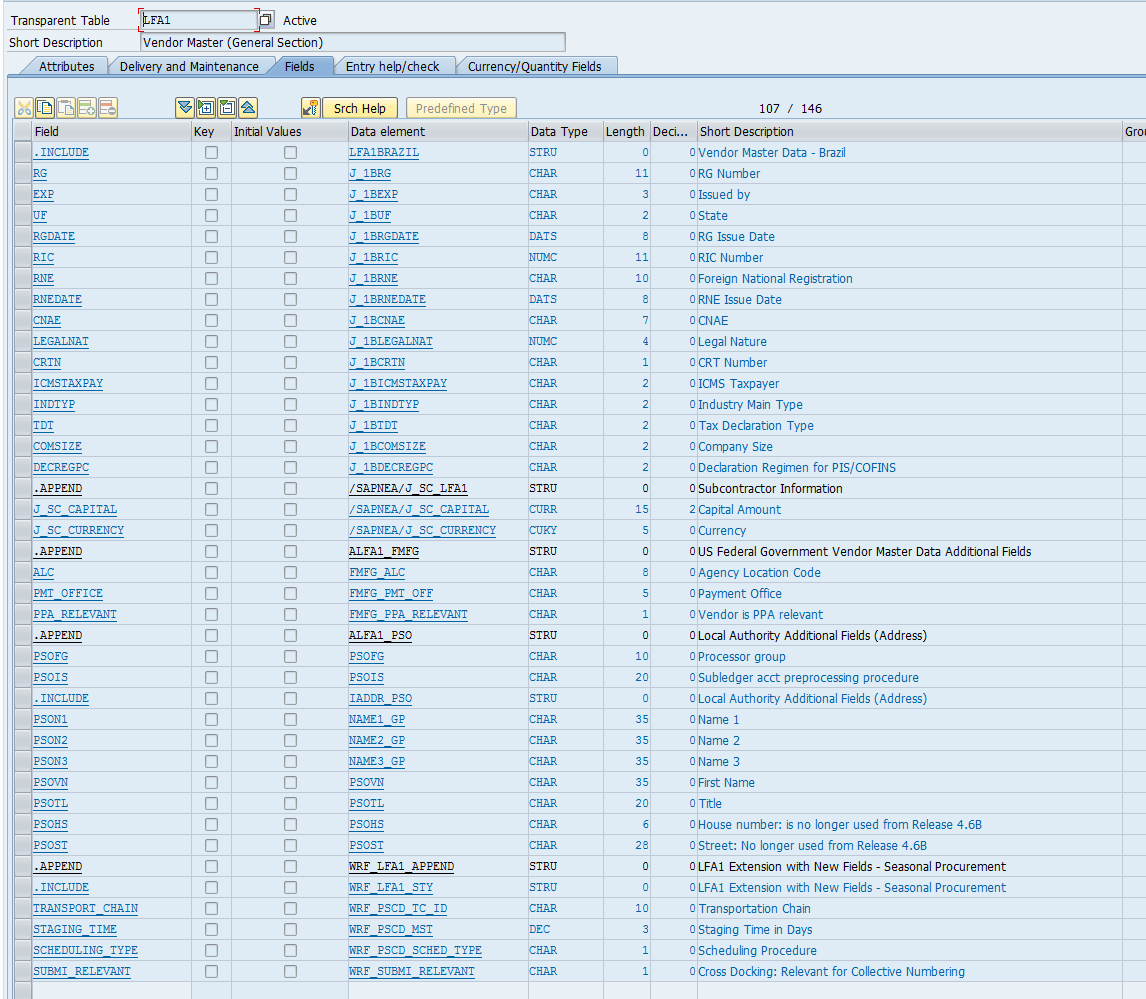 Transparent Table LFA1 Active
Short Description Vendor Master (General Section)
Attributes Delivery and Maintenance Fields Entry help/check Currency/Quantity Fields
Srch Help Predefined Type 107 / 146
Field Key Initial Values Data element Data Type Length Deci... Short Description Grou
.INCLUDE LFA1BRAZIL STRU 0 0 Vendor Master Data - Brazil
RG J_1BRG CHAR 11 0 RG Number
EXP J_1BEXP CHAR 3 0 Issued by
UF J_1BUF CHAR 2 0 State
RGDATE J_1BRGDATE DATS 8 0 RG Issue Date
RIC J_1BRIC NUMC 11 0 RIC Number
RNE J_1BRNE CHAR 10 0 Foreign National Registration
RNEDATE J_1BRNEDATE DATS 8 0 RNE Issue Date
CNAE J_1BCNAE CHAR 7 0 CNAE
LEGALNAT J_1BLEGALNAT NUMC 4 0 Legal Nature
CRTN J_1BCRTN CHAR 1 0 CRT Number
ICMSTAXPAY J_1BICMSTAXPAY CHAR 2 0 ICMS Taxpayer
INDTYP J_1BINDTYP CHAR 2 0 Industry Main Type
TDT J_1BTDT CHAR 2 0 Tax Declaration Type
COMSIZE J_1BCOMSIZE CHAR 2 0 Company Size
DECREGPC J_1BDECREGPC CHAR 2 0 Declaration Regimen for PIS/COFINS
.APPEND /SAPNEA/J_SC_LFA1 STRU 0 0 Subcontractor Information
J_SC_CAPITAL /SAPNEA/J_SC_CAPITAL CURR 15 2 Capital Amount
J_SC_CURRENCY /SAPNEA/J_SC_CURRENCY CUKY 5 0 Currency
.APPEND ALFA1_FMFG STRU 0 0 US Federal Government Vendor Master Data Additional Fields
ALC FMFG_ALC CHAR 8 0 Agency Location Code
PMT_OFFICE FMFG_PMT_OFF CHAR 5 0 Payment Office
PPA_RELEVANT FMFG_PPA_RELEVANT CHAR 1 0 Vendor is PPA relevant
.APPEND ALFA1_PSO STRU 0 0 Local Authority Additional Fields (Address)
PSOFG PSOFG CHAR 10 0 Processor group
PSOIS PSOIS CHAR 20 0 Subledger acct preprocessing procedure
.INCLUDE IADDR_PSO STRU 0 0 Local Authority Additional Fields (Address)
PSON1 NAME1_GP CHAR 35 0 Name 1
PSON2 NAME2_GP CHAR 35 0 Name 2
PSON3 NAME3_GP CHAR 35 0 Name 3
PSOVN PSOVN CHAR 35 0 First Name
PSOTL PSOTL CHAR 20 0 Title
PSOHS PSOHS CHAR 6 0 House number: is no longer used from Release 4.6B
PSOST PSOST CHAR 28 0 Street: No longer used from Release 4.6B
.APPEND WRF_LFA1_APPEND STRU 0 0 LFA1 Extension with New Fields - Seasonal Procurement
.INCLUDE WRF_LFA1_STY STRU 0 0 LFA1 Extension with New Fields - Seasonal Procurement
TRANSPORT_CHAIN WRF_PSCD_TC_ID CHAR 10 0 Transportation Chain
STAGING_TIME WRF_PSCD_MST DEC 3 0 Staging Time in Days
SCHEDULING_TYPE WRF_PSCD_SCHED_TYPE CHAR 1 0 Scheduling Procedure
SUBMI_RELEVANT WRF_SUBMI_RELEVANT CHAR 1 0 Cross Docking: Relevant for Collective Numbering